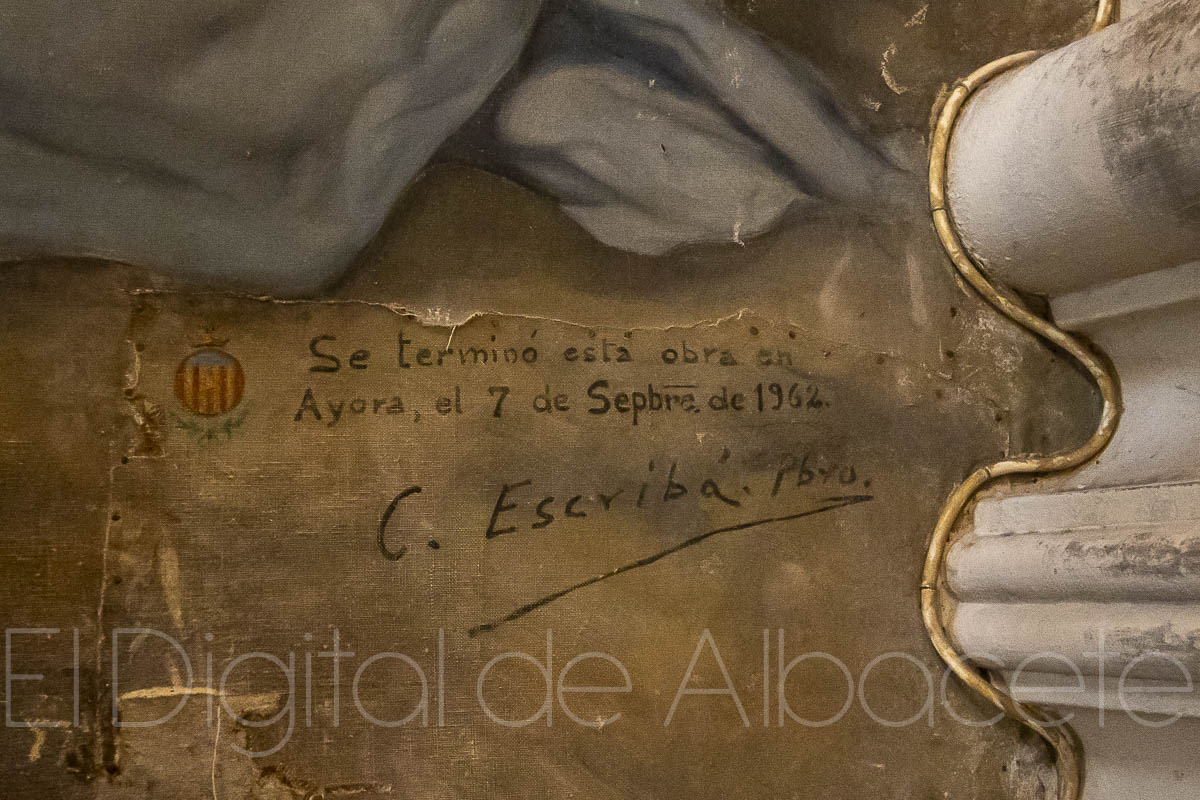 Se terminó esta obra en
Ayora, el 7 de Sepbre. de 1962.
C. Escribá. Pbro.
El Digital de Albacete